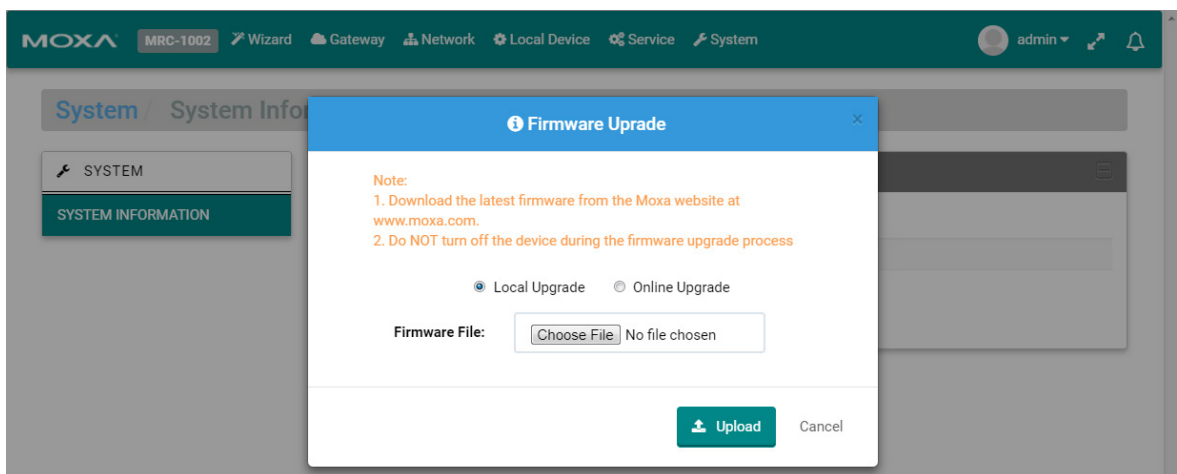 MOXA MRC-1002 Wizard Gateway Network Local Device Service System admin
System / System Infor
Firmware Uprade ×
SYSTEM
SYSTEM INFORMATION
Note:
1. Download the latest firmware from the Moxa website at
www.moxa.com.
2. Do NOT turn off the device during the firmware upgrade process
Local Upgrade Online Upgrade
Firmware File: Choose File No file chosen
Upload Cancel